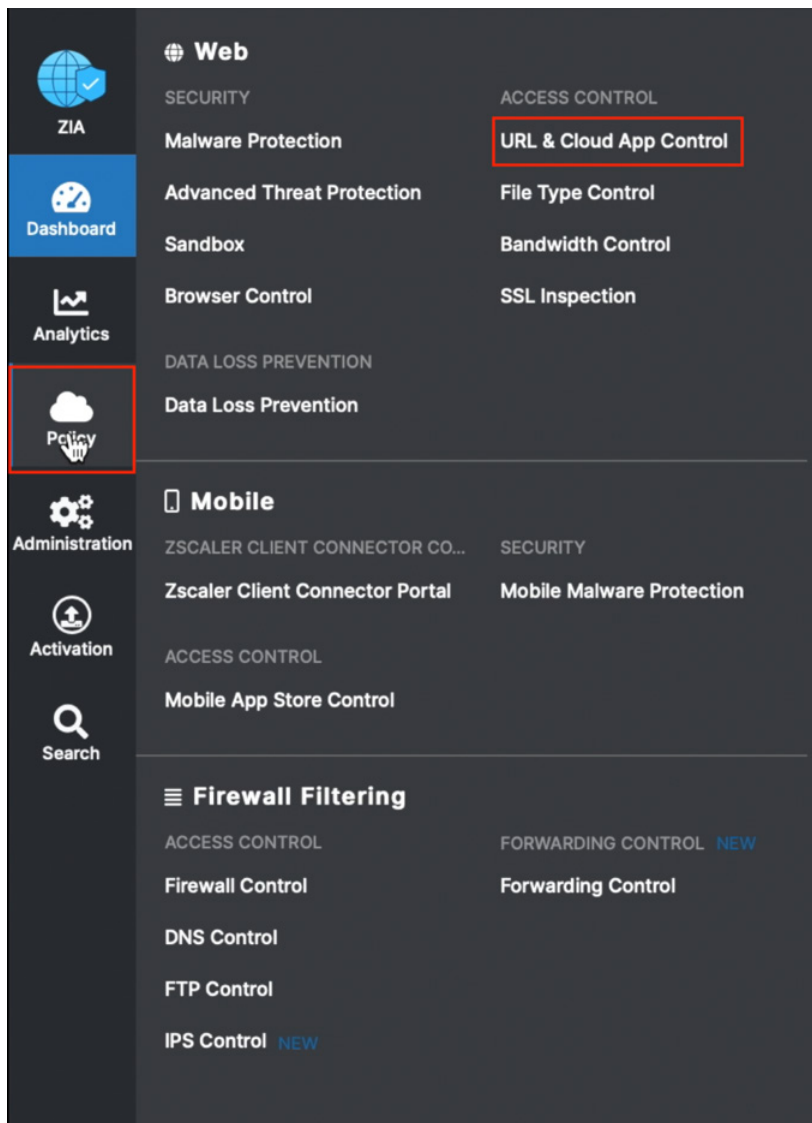 ZIA
Dashboard
Analytics
Policy
Administration
Activation
Search
Web
SECURITY
Malware Protection
Advanced Threat Protection
Sandbox
Browser Control
ACCESS CONTROL
URL & Cloud App Control
File Type Control
Bandwidth Control
SSL Inspection
DATA LOSS PREVENTION
Data Loss Prevention
Mobile
ZSCALER CLIENT CONNECTOR CO...
Zscaler Client Connector Portal
SECURITY
Mobile Malware Protection
ACCESS CONTROL
Mobile App Store Control
Firewall Filtering
ACCESS CONTROL
Firewall Control
DNS Control
FTP Control
IPS Control NEW
FORWARDING CONTROL NEW
Forwarding Control